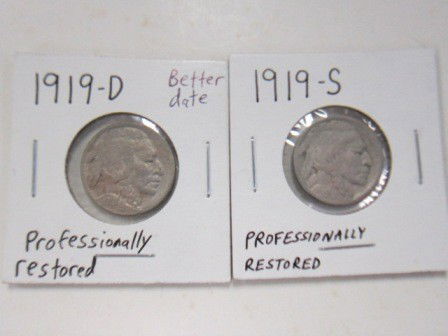 1919-D
Better
date
Professionally
restored
1919-S
PROFESSIONALLY
RESTORED